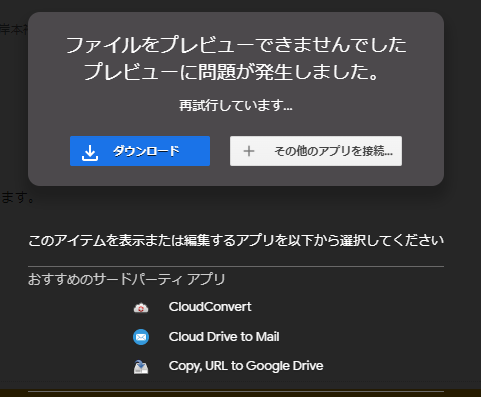 ファイルをプレビューできませんでした
プレビューに問題が発生しました。
再試行しています...
ダウンロード
その他のアプリを接続...
ます。
このアイテムを表示または編集するアプリを以下から選択してください
おすすめのサードパーティ アプリ
CloudConvert
Cloud Drive to Mail
Copy, URL to Google Drive